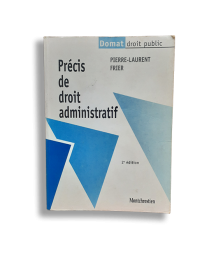 Domat droit public
PIERRE-LAURENT
FRIER
Précis
de
droit
administratif
2e édition
Montchrestien